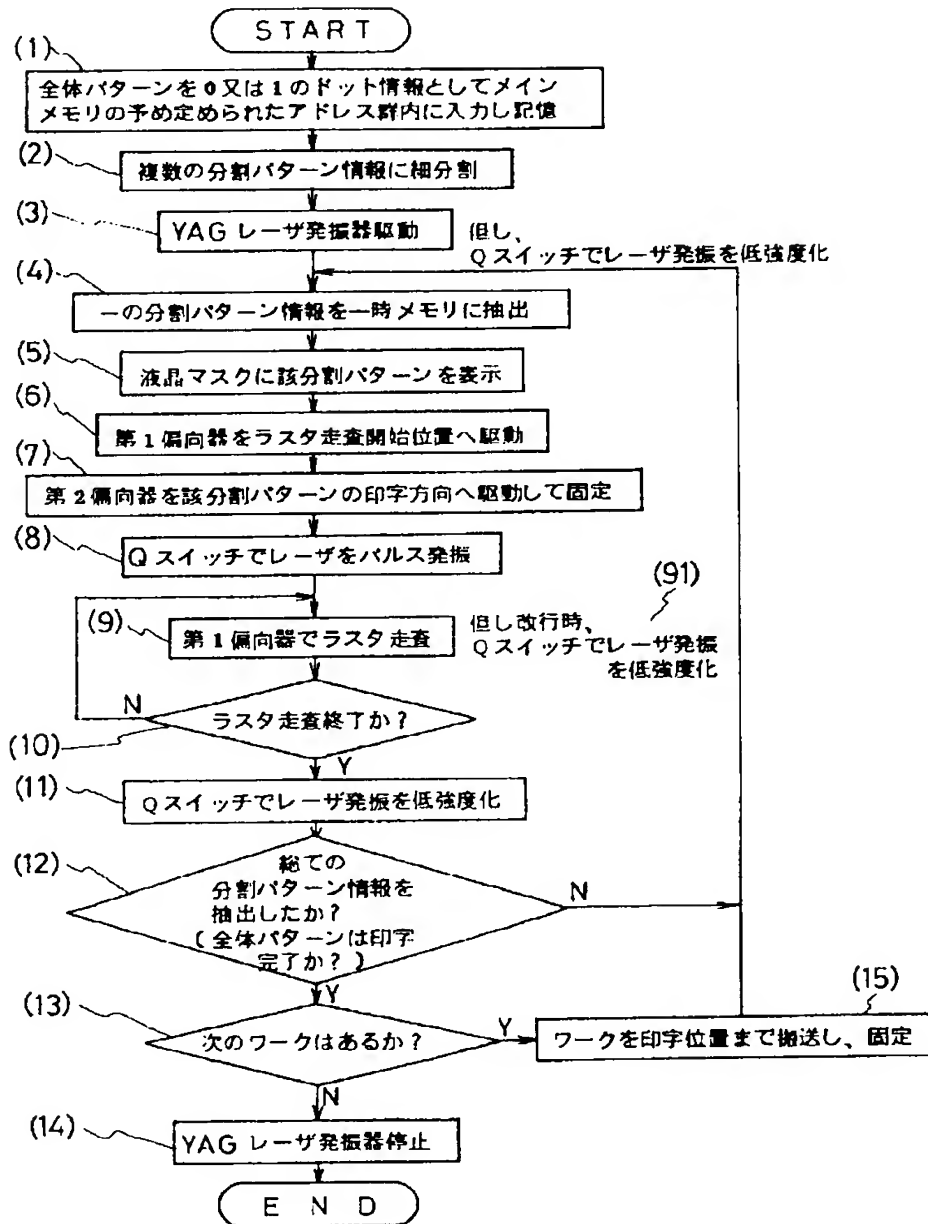 START
(1)
全体パターンを0又は1のドット情報としてメイン
メモリの予め定められたアドレス群内に入力し記憶
(2)
複数の分割パターン情報に細分割
(3)
YAGレーザ発振器駆動
但し、
Qスイッチでレーザ発振を低強度化
(4)
一の分割パターン情報を一時メモリに抽出
(5)
液晶マスクに該分割パターンを表示
(6)
第1偏向器をラスタ走査開始位置へ駆動
(7)
第2偏向器を該分割パターンの印字方向へ駆動して固定
(8)
Qスイッチでレーザをパルス発振
(91)
(9)
第1偏向器でラスタ走査
但し改行時、
Qスイッチでレーザ発振
を低強度化
N
ラスタ走査終了か?
(10)
Y
(11)
Qスイッチでレーザ発振を低強度化
(12)
総ての
分割パターン情報を
抽出したか?
(全体パターンは印字
完了か?)
N
Y
(13)
次のワークはあるか?
Y
(15)
ワークを印字位置まで搬送し、固定
N
(14)
YAGレーザ発振器停止
END